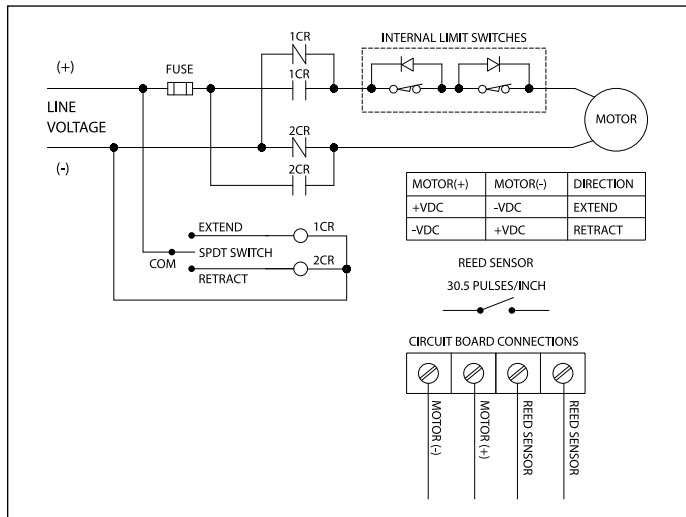 1CR
INTERNAL LIMIT SWITCHES
(+)
FUSE
1CR
LINE
VOLTAGE
MOTOR
2CR
(-)
2CR
MOTOR(+) MOTOR(-) DIRECTION
+VDC -VDC EXTEND
-VDC +VDC RETRACT
EXTEND 1CR
SPDT SWITCH
COM
2CR
RETRACT
REED SENSOR
30.5 PULSES/INCH
CIRCUIT BOARD CONNECTIONS
MOTOR (-)
MOTOR (+)
REED SENSOR
REED SENSOR